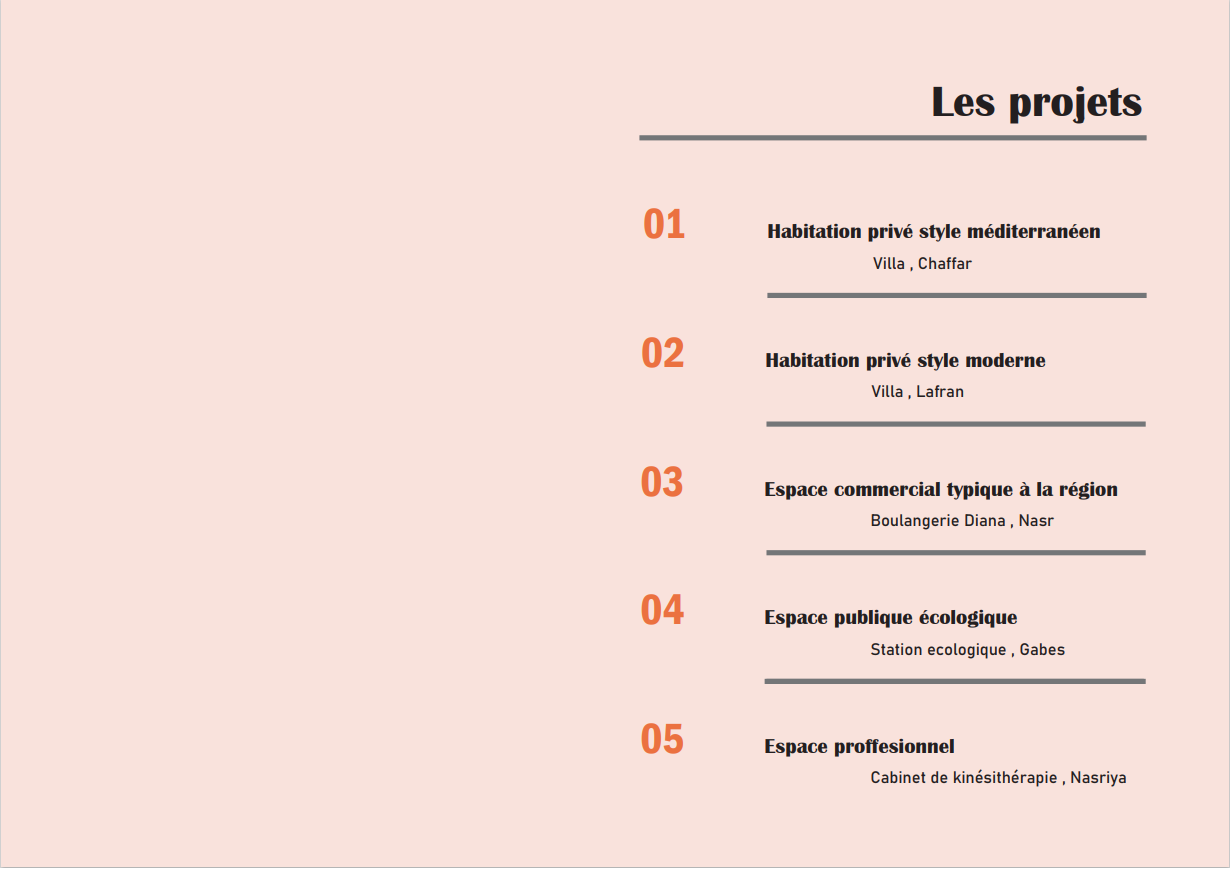 Les projets
01
Habitation privé style méditerranéen
Villa , Chaffar
02
Habitation privé style moderne
Villa , Lafran
03
Espace commercial typique à la région
Boulangerie Diana , Nasr
04
Espace publique écologique
Station ecologique , Gabes
05
Espace proffesionnel
Cabinet de kinésithérapie , Nasriya